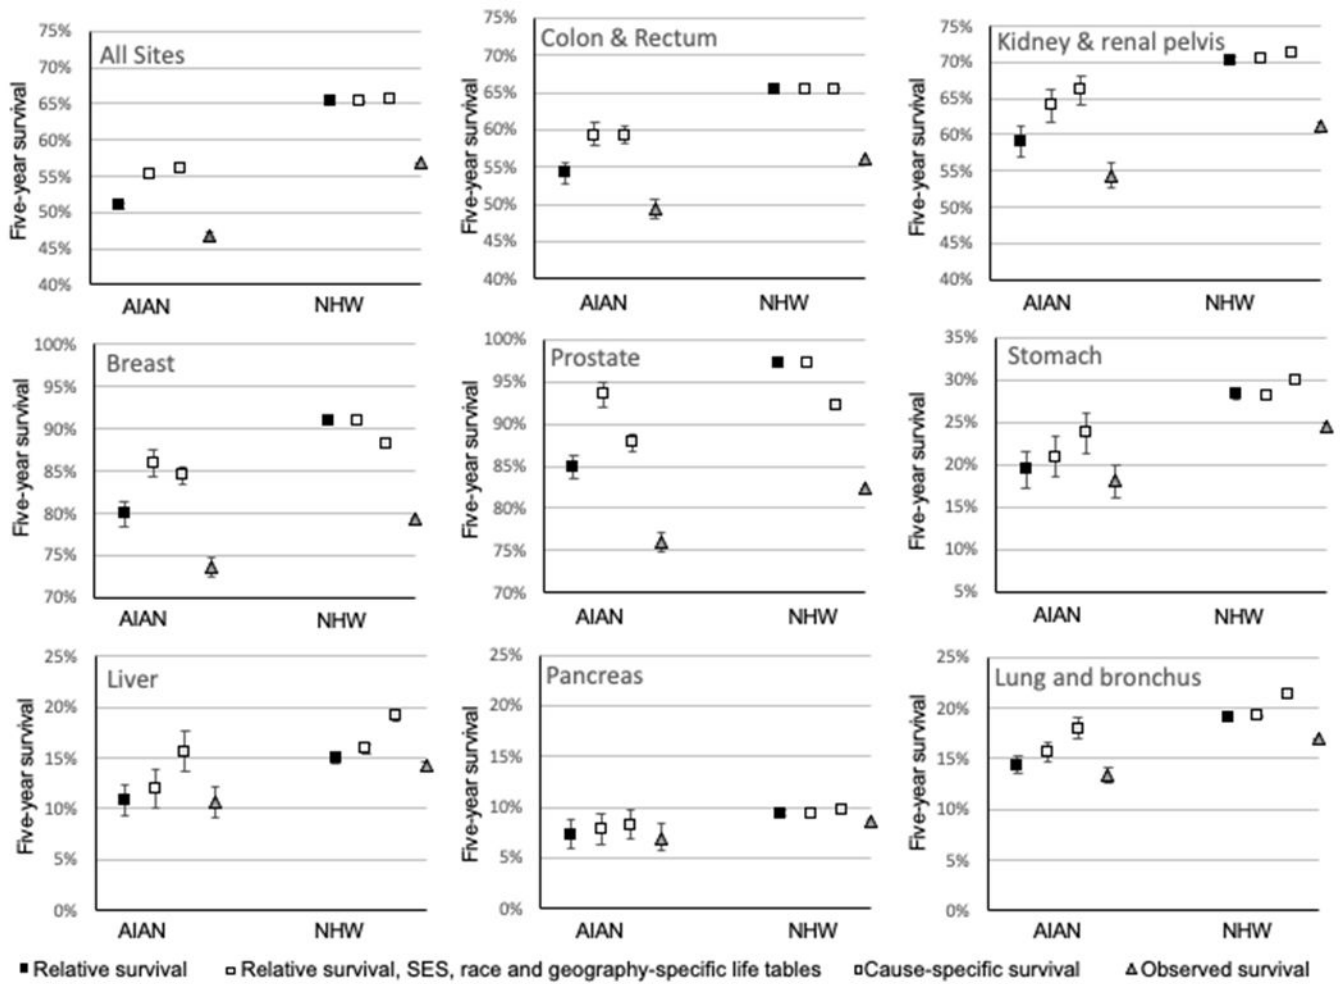 75%
70%
65%
60%
55%
50%
45%
40%
Five-year survival
All Sites
AIAN
NHW
75%
70%
65%
60%
55%
50%
45%
40%
Five-year survival
Colon & Rectum
AIAN
NHW
75%
70%
65%
60%
55%
50%
45%
40%
Five-year survival
Kidney & renal pelvis
AIAN
NHW
100%
95%
90%
85%
80%
75%
70%
Five-year survival
Breast
AIAN
NHW
100%
95%
90%
85%
80%
75%
70%
Five-year survival
Prostate
AIAN
NHW
35%
30%
25%
20%
15%
10%
5%
Five-year survival
Stomach
AIAN
NHW
25%
20%
15%
10%
5%
0%
Five-year survival
Liver
AIAN
NHW
25%
20%
15%
10%
5%
0%
Five-year survival
Pancreas
AIAN
NHW
25%
20%
15%
10%
5%
0%
Five-year survival
Lung and bronchus
AIAN
NHW
Relative survival
Relative survival, SES, race and geography-specific life tables
Cause-specific survival
Observed survival